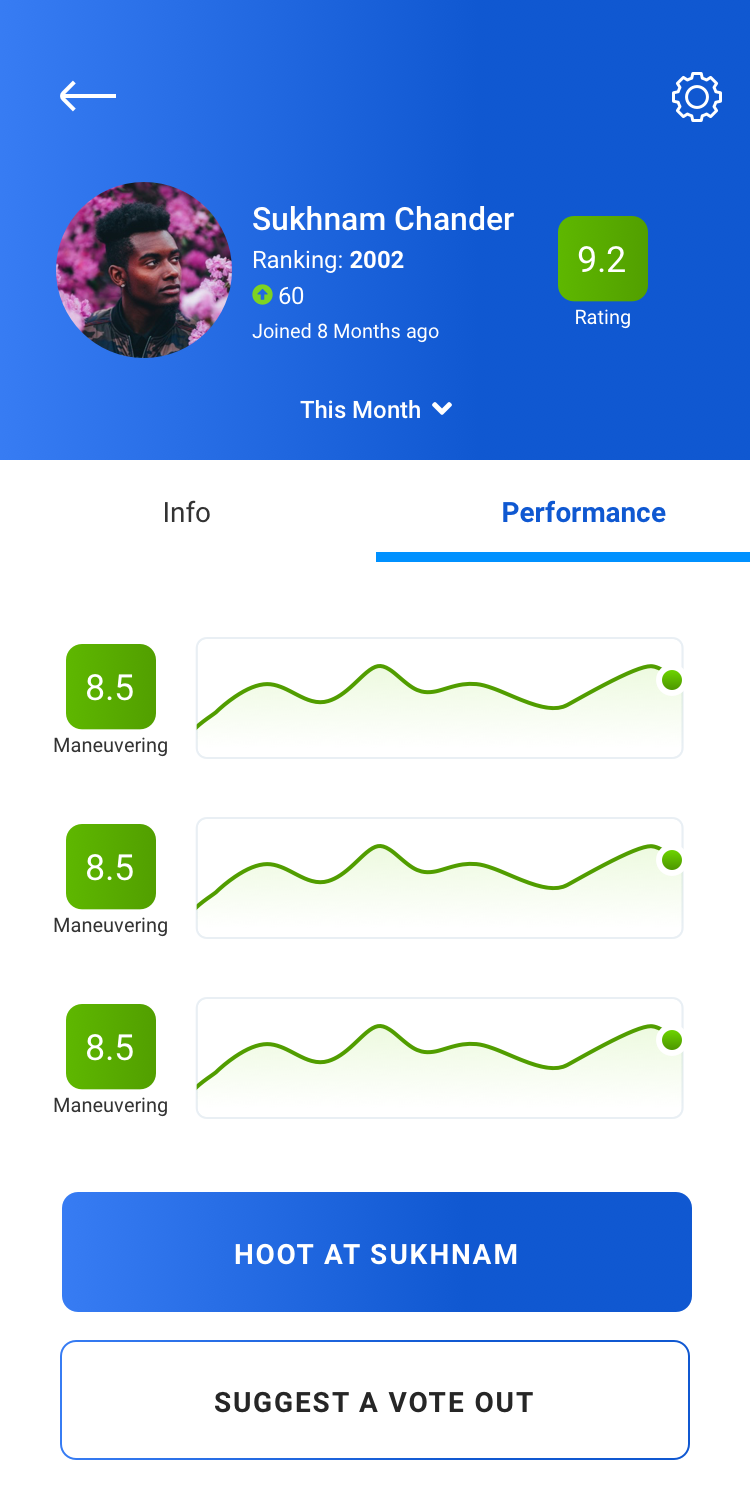 Sukhnam Chander
Ranking: 2002
60
Joined 8 Months ago
9.2
Rating
This Month
Info
Performance
8.5
Maneuvering
8.5
Maneuvering
8.5
Maneuvering
HOOT AT SUKHNAM
SUGGEST A VOTE OUT